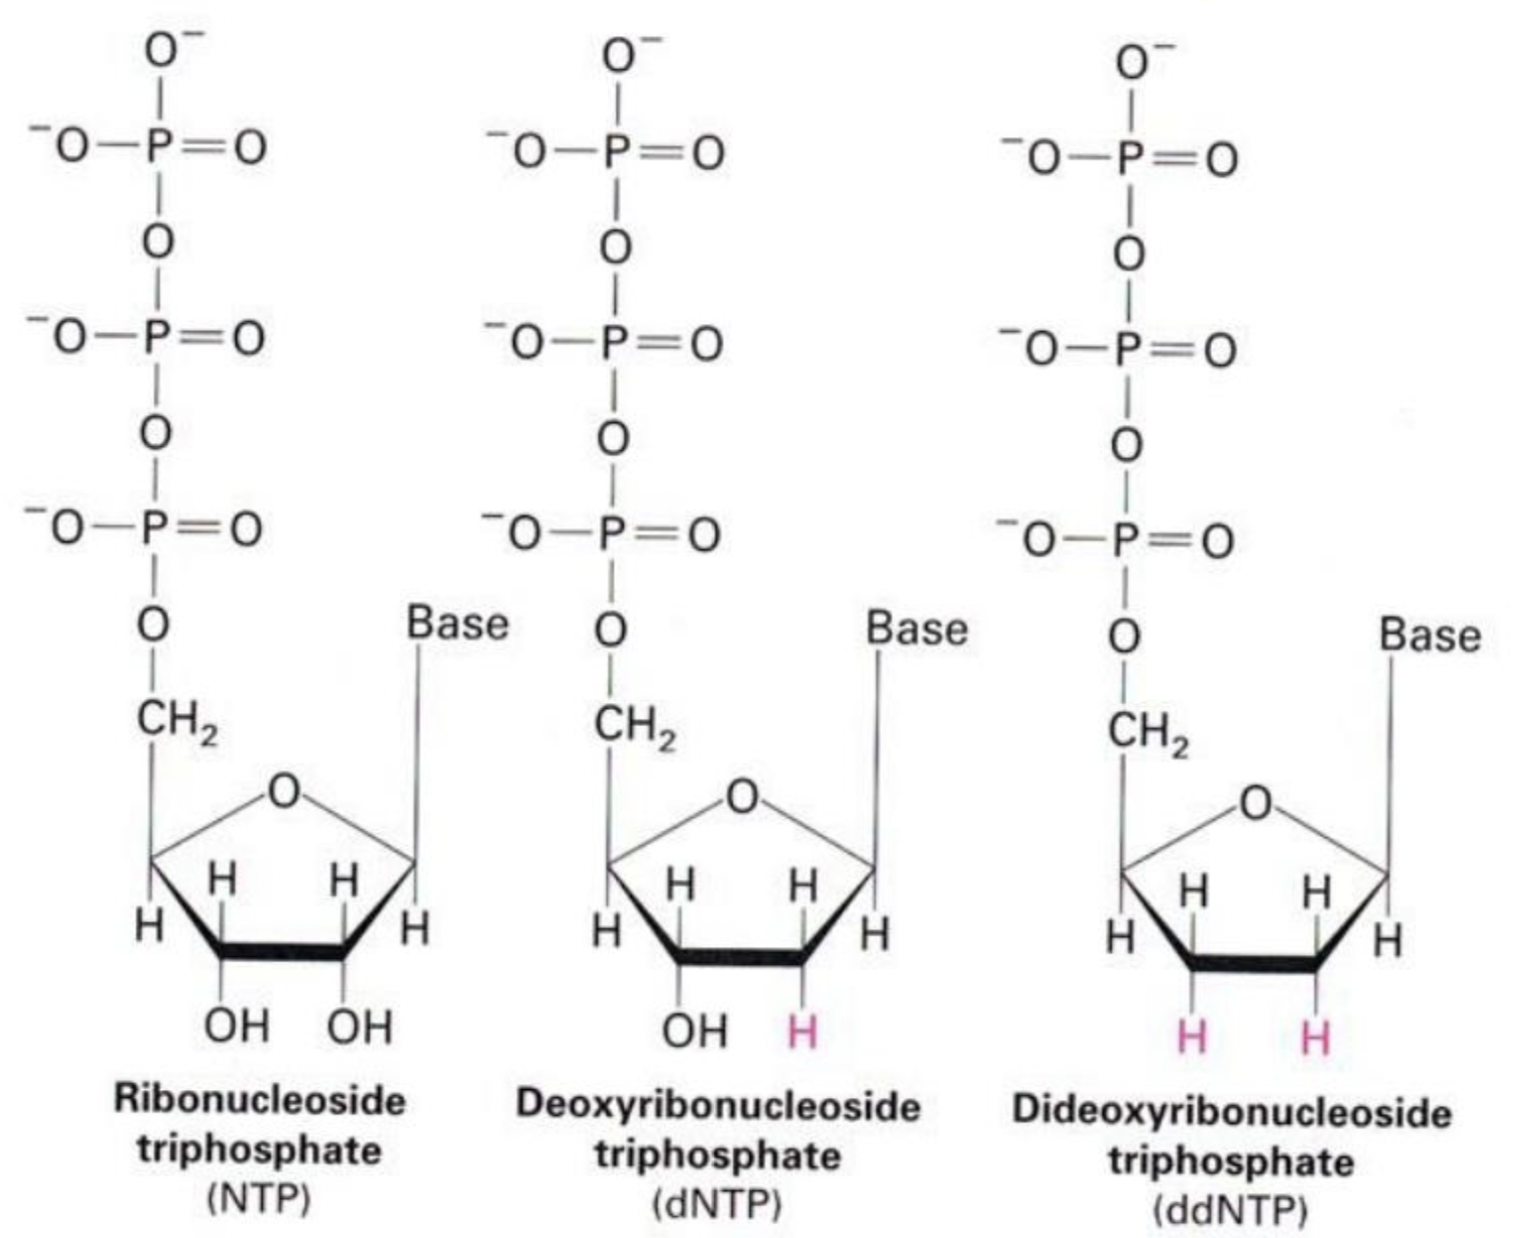 O⁻ O⁻ O⁻
⁻O—P=O ⁻O—P=O ⁻O—P=O
O O O
⁻O—P=O ⁻O—P=O ⁻O—P=O
O O O
⁻O—P=O ⁻O—P=O ⁻O—P=O
O Base O Base O Base
CH₂ CH₂ CH₂
O O O
H H H H H H
H H H H H H
OH OH OH H H H
Ribonucleoside Deoxyribonucleoside Dideoxyribonucleoside
triphosphate triphosphate triphosphate
(NTP) (dNTP) (ddNTP)